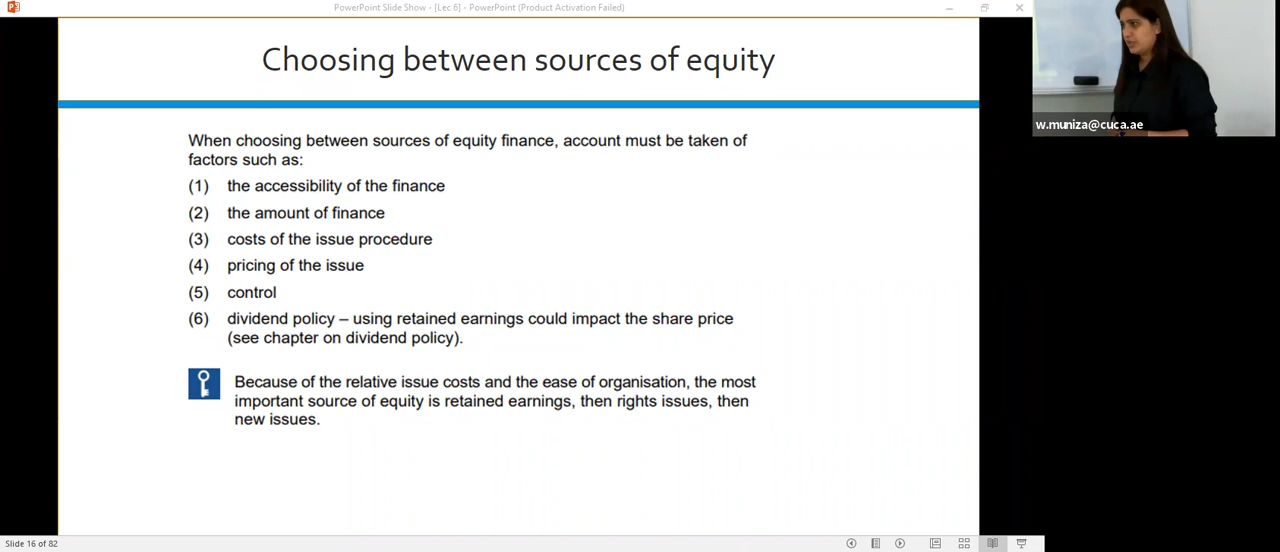 PowerPoint Slide Show - [Lec 6] - PowerPoint (Product Activation Failed)
Choosing between sources of equity
w.muniza@cuca.ae
When choosing between sources of equity finance, account must be taken of
factors such as:
(1) the accessibility of the finance
(2) the amount of finance
(3) costs of the issue procedure
(4) pricing of the issue
(5) control
(6) dividend policy – using retained earnings could impact the share price
(see chapter on dividend policy).
Because of the relative issue costs and the ease of organisation, the most
important source of equity is retained earnings, then rights issues, then
new issues.
Slide 16 of 82